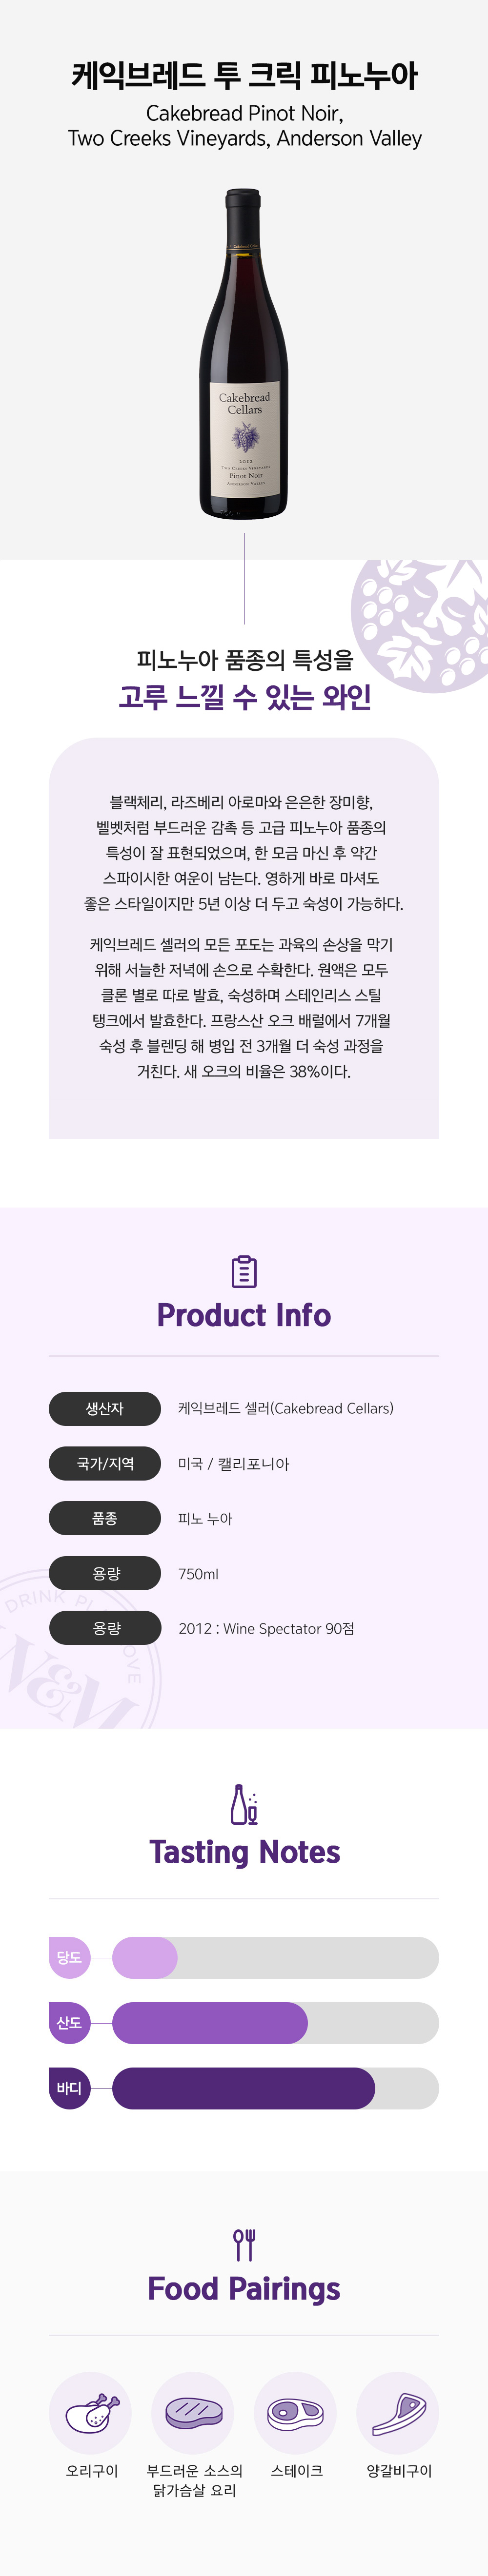 케익브레드 투 크릭 피노누아
Cakebread Pinot Noir,
Two Creeks Vineyards, Anderson Valley
Cakebread
Cellars
2012
Two Creeks Vineyards
Pinot Noir
Anderson Valley
피노누아 품종의 특성을
고루 느낄 수 있는 와인
블랙체리, 라즈베리 아로마와 은은한 장미향,
벨벳처럼 부드러운 감촉 등 고급 피노누아 품종의
특성이 잘 표현되었으며, 한 모금 마신 후 약간
스파이시한 여운이 남는다. 영하게 바로 마셔도
좋은 스타일이지만 5년 이상 더 두고 숙성이 가능하다.
케익브레드 셀러의 모든 포도는 과육의 손상을 막기
위해 서늘한 저녁에 손으로 수확한다. 원액은 모두
클론 별로 따로 발효, 숙성하며 스테인리스 스틸
탱크에서 발효한다. 프랑스산 오크 배럴에서 7개월
숙성 후 블렌딩 해 병입 전 3개월 더 숙성 과정을
거친다. 새 오크의 비율은 38%이다.
Product Info
생산자 케익브레드 셀러(Cakebread Cellars)
국가/지역 미국 / 캘리포니아
품종 피노 누아
용량 750ml
용량 2012 : Wine Spectator 90점
DRINK
W&M
Tasting Notes
당도
산도
바디
Food Pairings
오리구이
부드러운 소스의
닭가슴살 요리
스테이크
양갈비구이